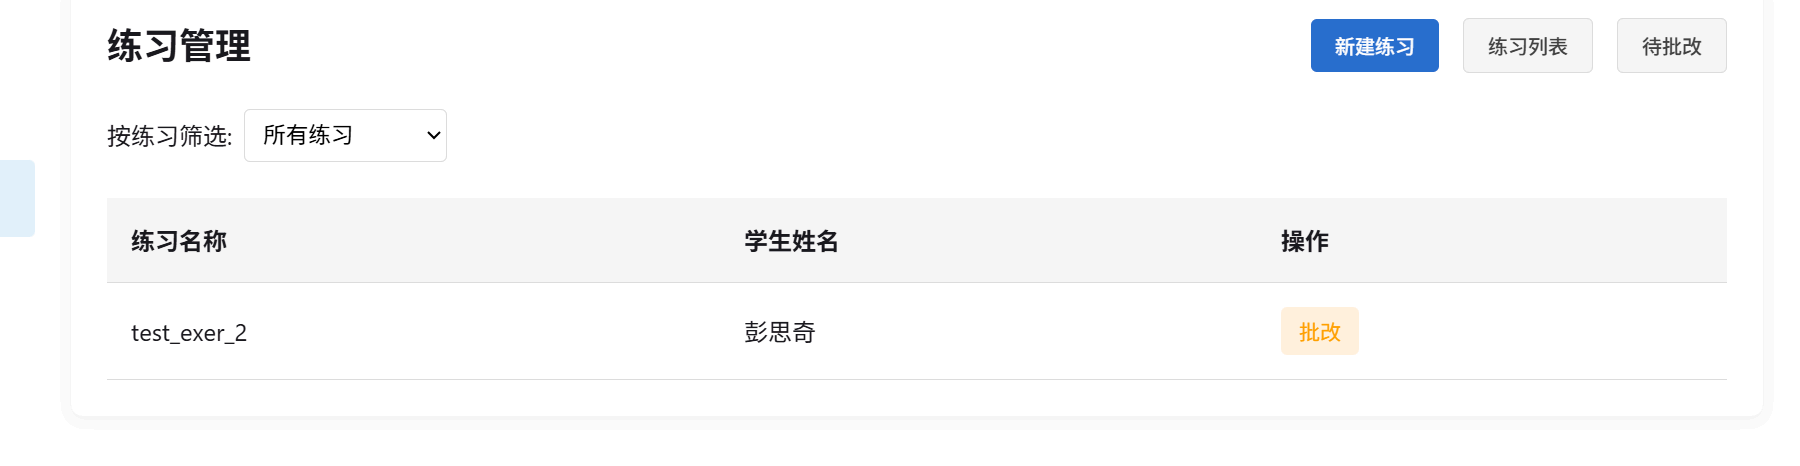 练习管理 新建练习 练习列表 待批改
按练习筛选: 所有练习
练习名称 学生姓名 操作
test_exer_2 彭思奇 批改